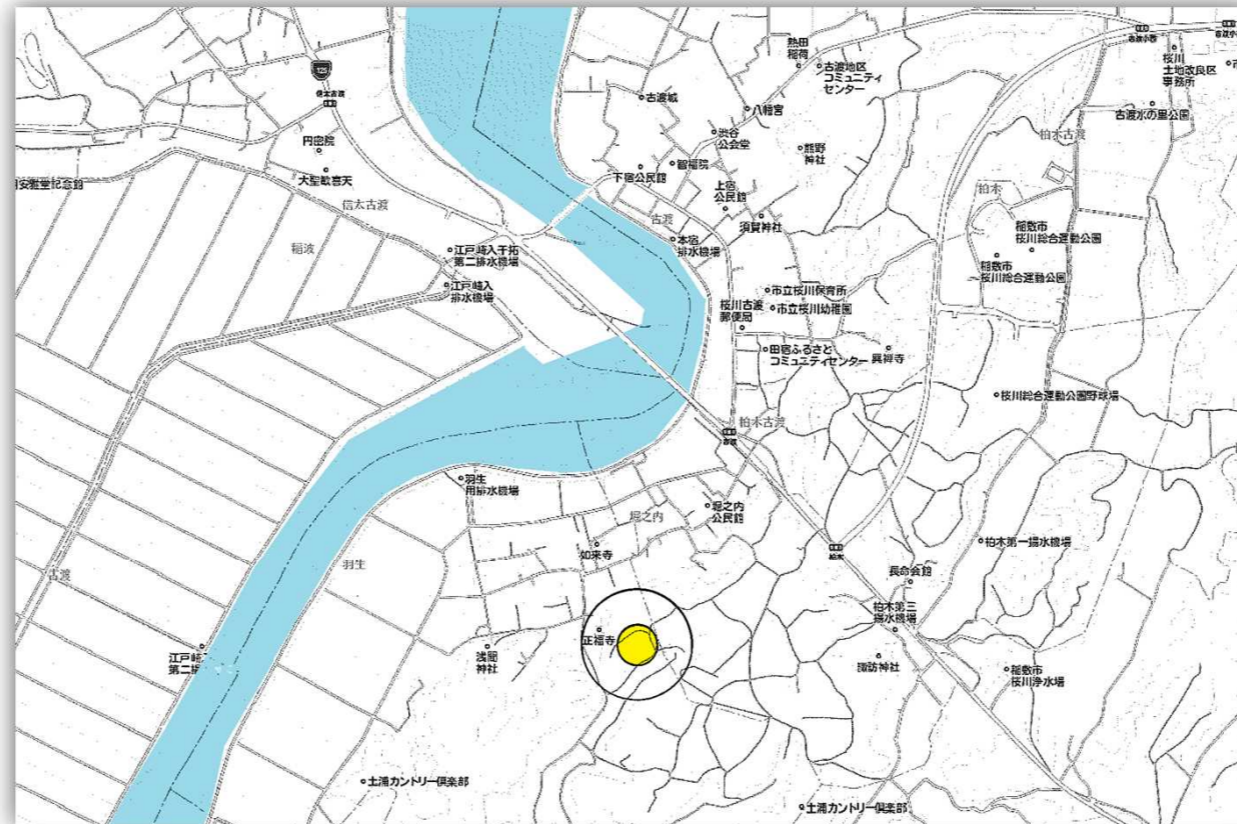 熱田
稲荷
古渡地区
コミュニティ
センター
古渡小西
桜川
土地改良区
事務所
古渡城
八幡宮
古渡水の里公園
125
信太古渡
円密院
大聖歓喜天
信太古渡
稲波
渋谷
公会堂
熊野
神社
智福院
下宿公民館
上宿
公民館
古渡
須賀神社
本宿
排水機場
柏木古渡
柏木
稲敷市
桜川総合運動公園
稲敷市
桜川総合運動公園
江戸崎入干拓
第二排水機場
江戸崎入
排水機場
市立桜川保育所
市立桜川幼稚園
桜川古渡
郵便局
田宿ふるさと
コミュニティセンター
興禅寺
桜川総合運動公園野球場
柏木古渡
古渡
羽生
用排水機場
堀之内
堀之内
公民館
如来寺
羽生
古渡
柏木
柏木第一揚水機場
長命会館
柏木第三
揚水機場
正福寺
浅間
神社
諏訪神社
稲敷市
桜川浄水場
土浦カントリー倶楽部
土浦カントリー倶楽部